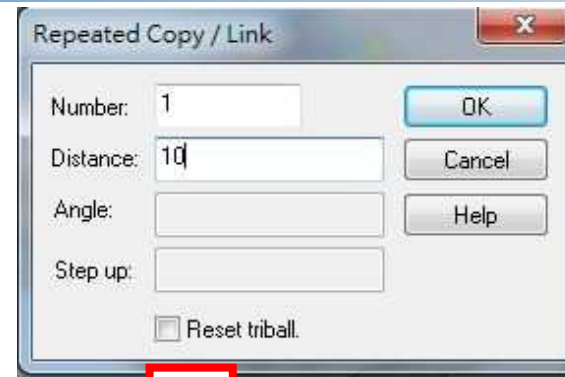 Repeated Copy / Link
Number: 1
OK
Distance: 10
Cancel
Angle:
Help
Step up:
Reset triball.